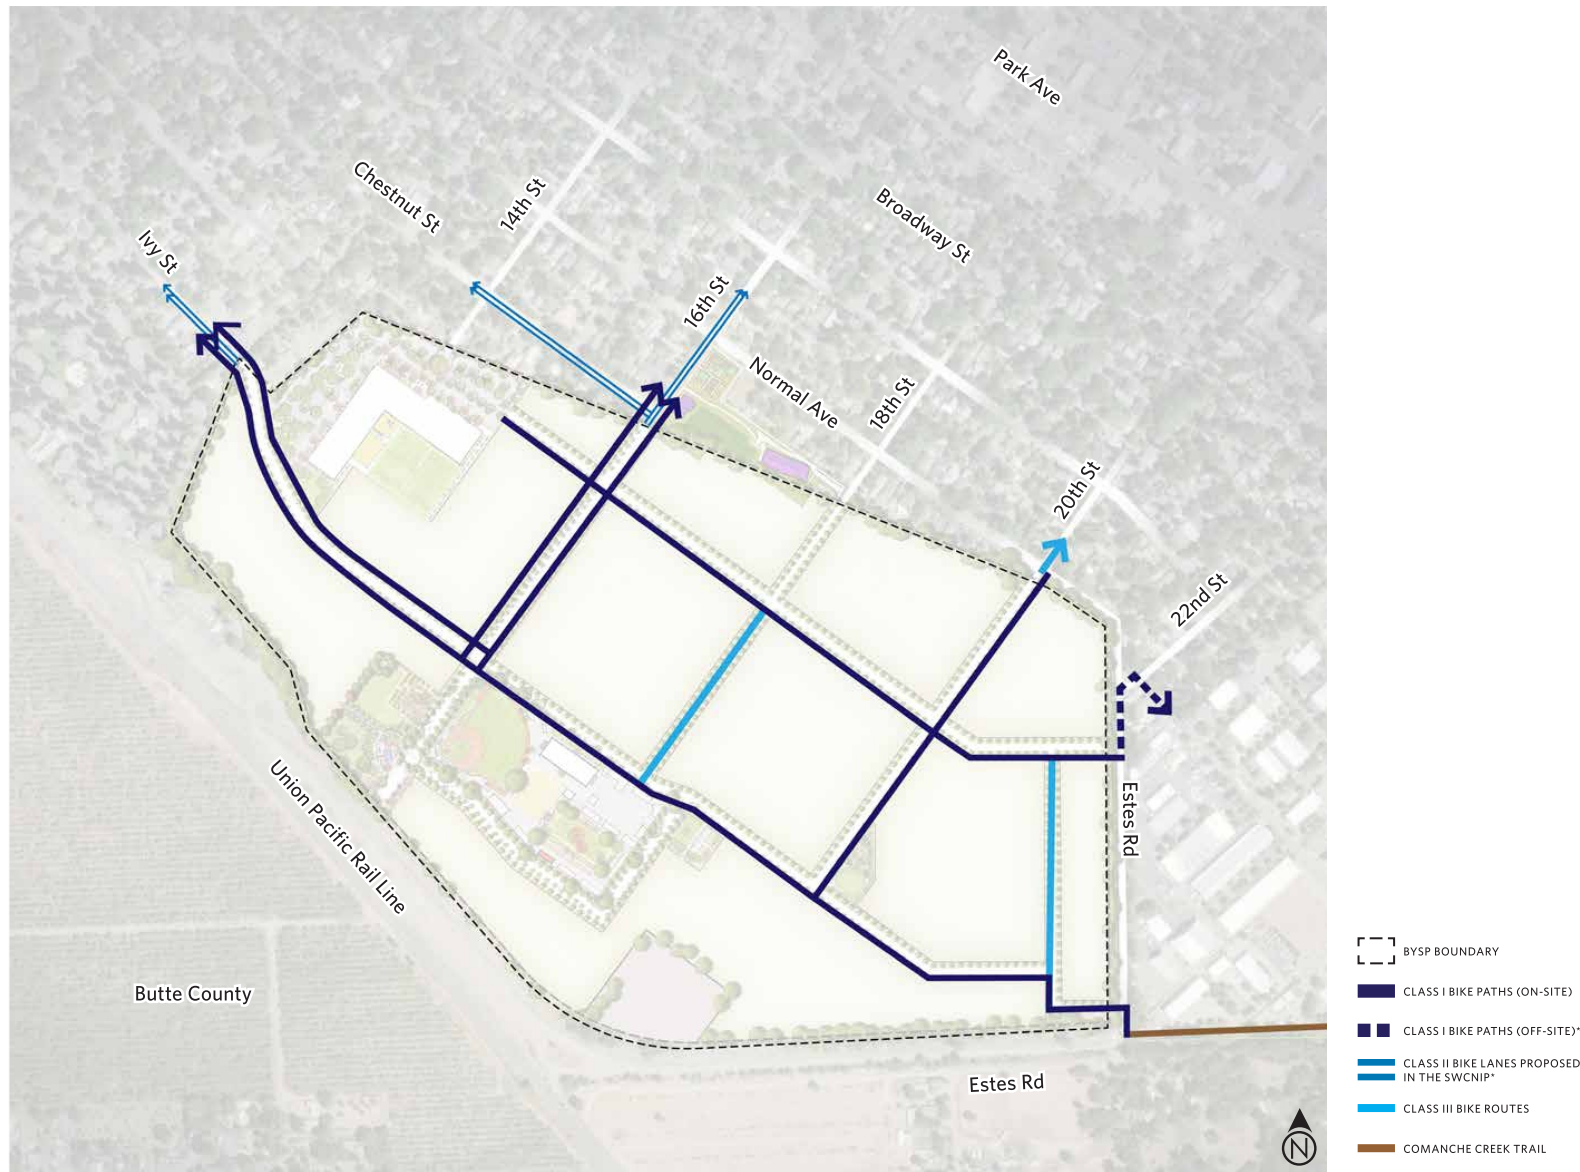 Park Ave
Chestnut St
14th St
Broadway St
Ivy St
16th St
Normal Ave
18th St
20th St
22nd St
Estes Rd
Union Pacific Rail Line
Butte County
Estes Rd
BYSP BOUNDARY
CLASS I BIKE PATHS (ON-SITE)
CLASS I BIKE PATHS (OFF-SITE)*
CLASS II BIKE LANES PROPOSED
IN THE SWCNIP*
CLASS III BIKE ROUTES
COMANCHE CREEK TRAIL
N